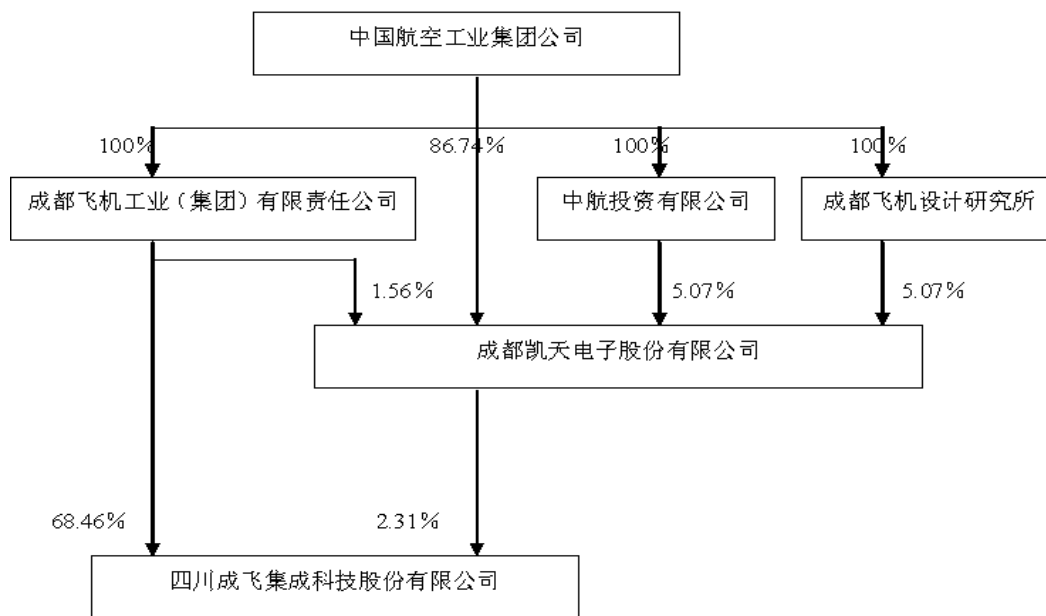 中国航空工业集团公司
100%
86.74%
100%
100%
成都飞机工业（集团）有限责任公司
中航投资有限公司
成都飞机设计研究所
1.56%
5.07%
5.07%
成都凯天电子股份有限公司
68.46%
2.31%
四川成飞集成科技股份有限公司